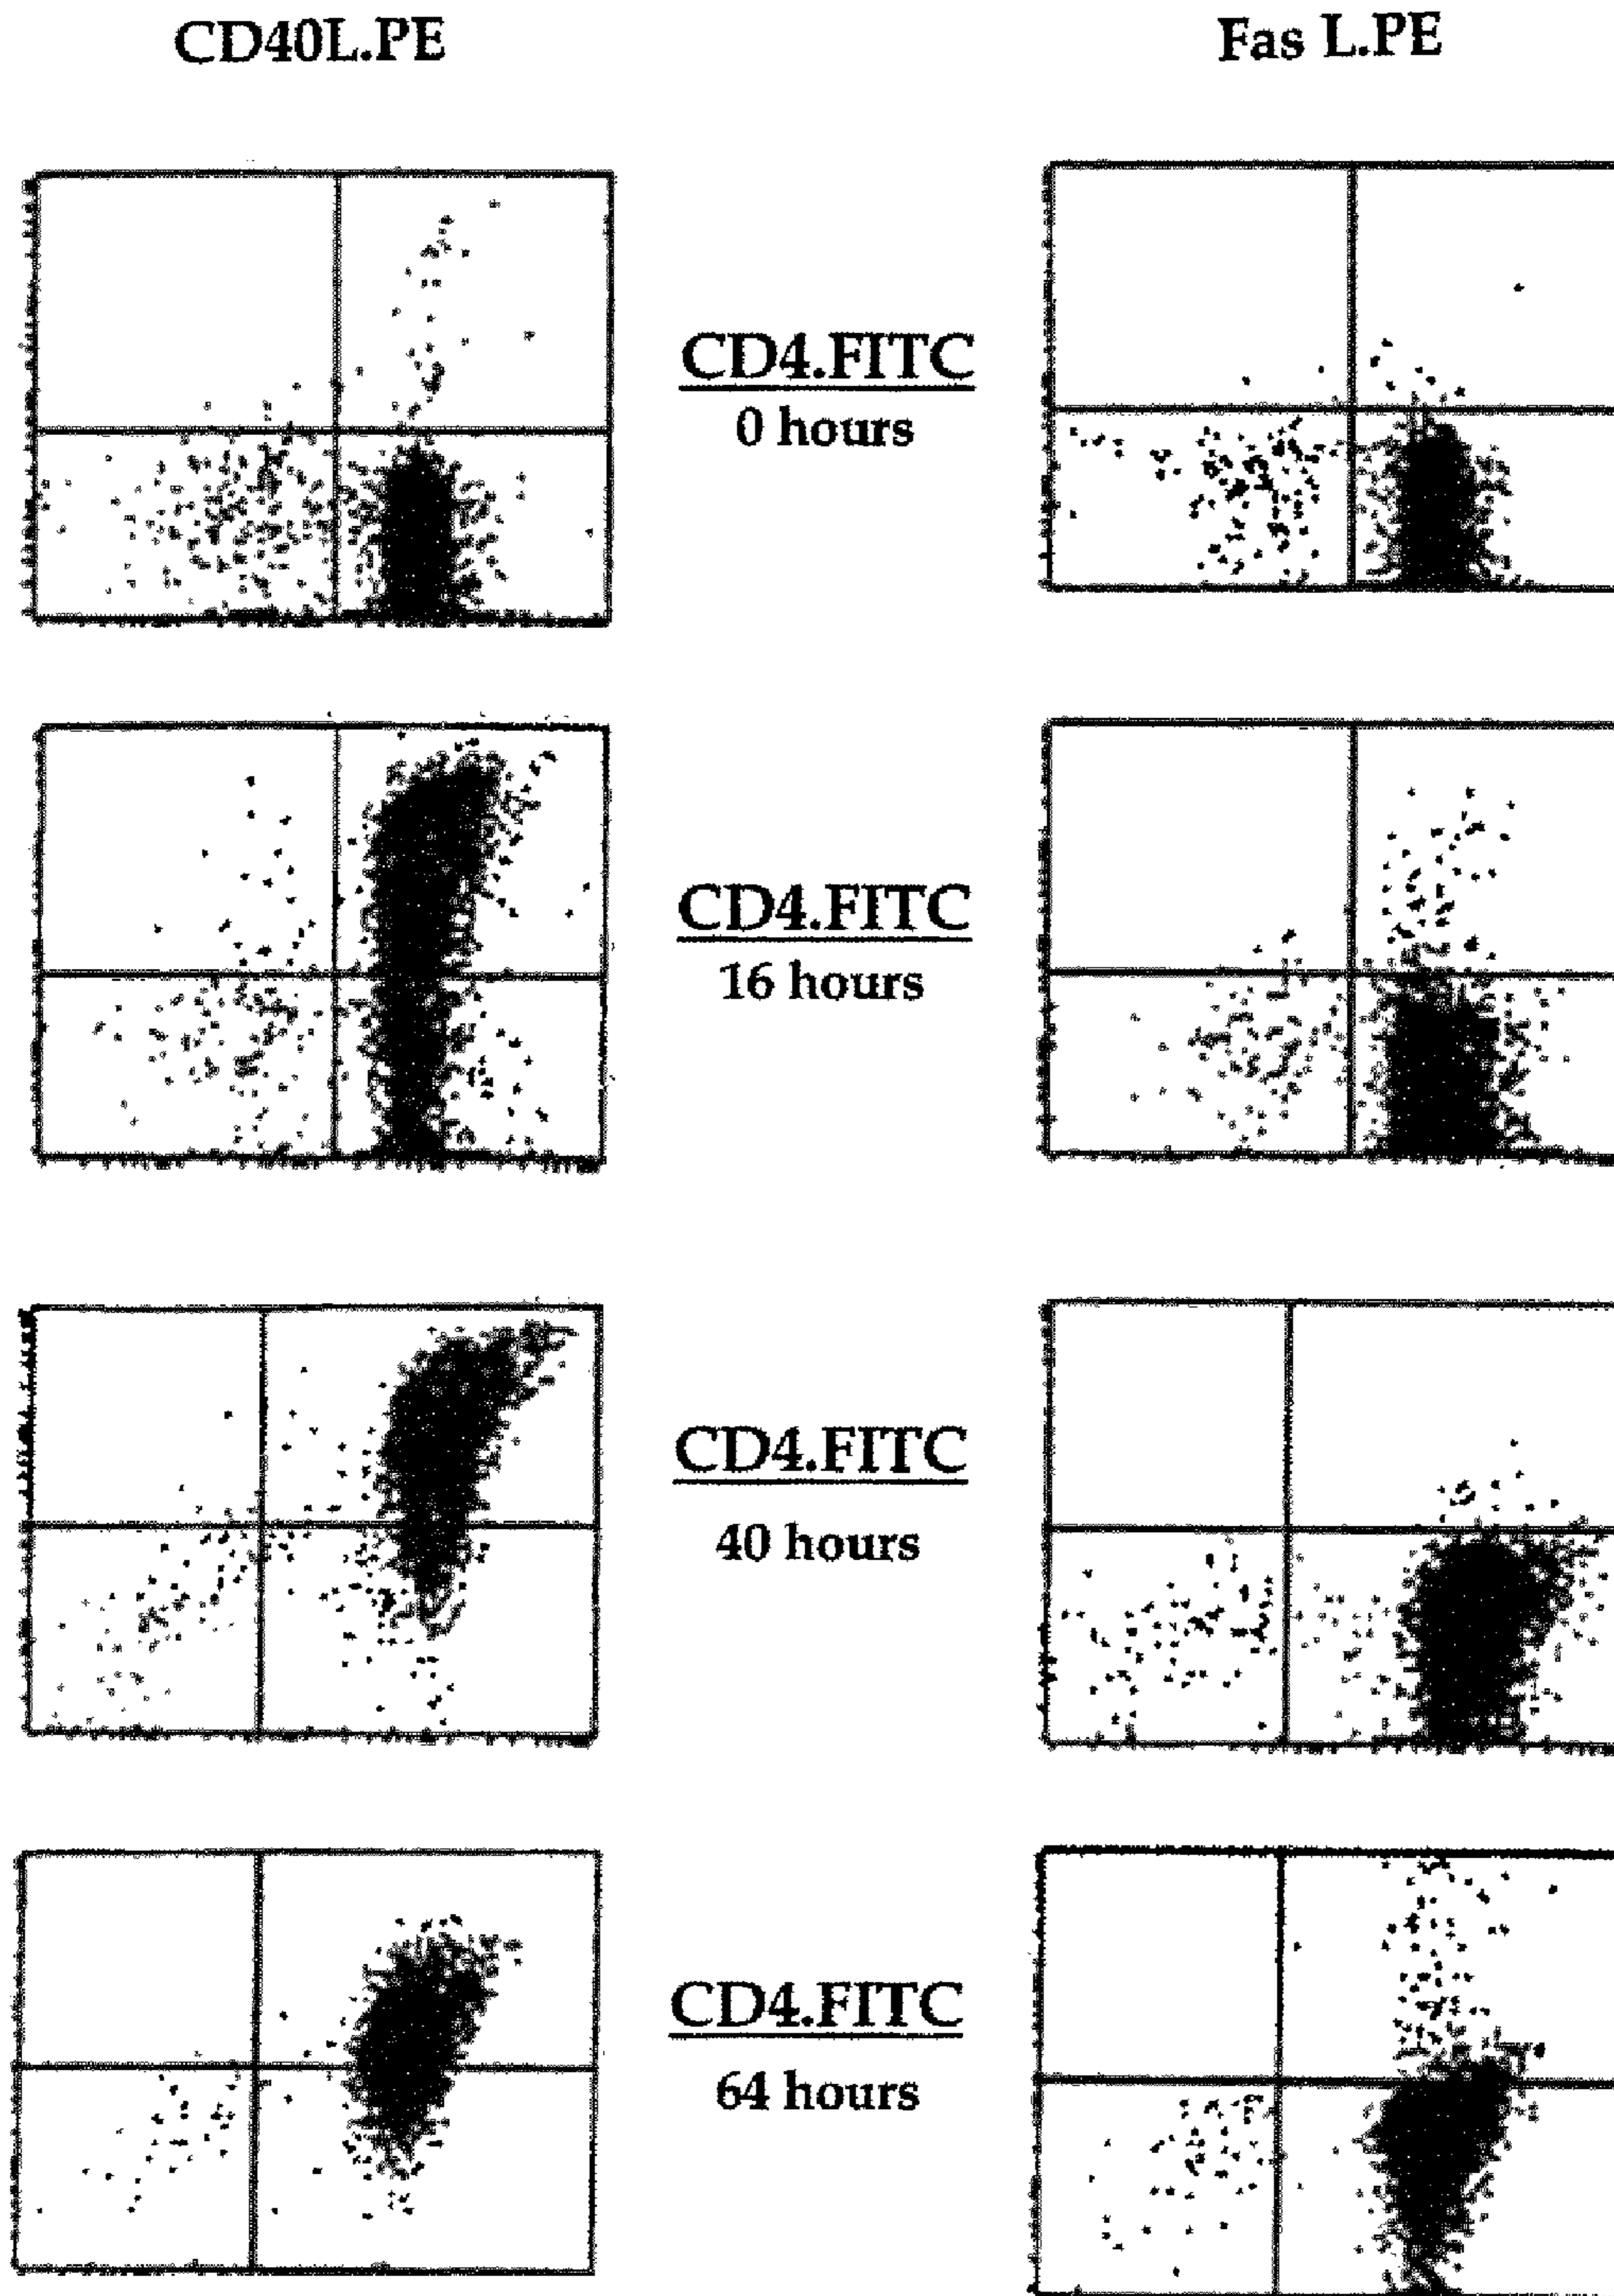 CD40L.PE
Fas L.PE
CD4.FITC
0 hours
CD4.FITC
16 hours
CD4.FITC
40 hours
CD4.FITC
64 hours